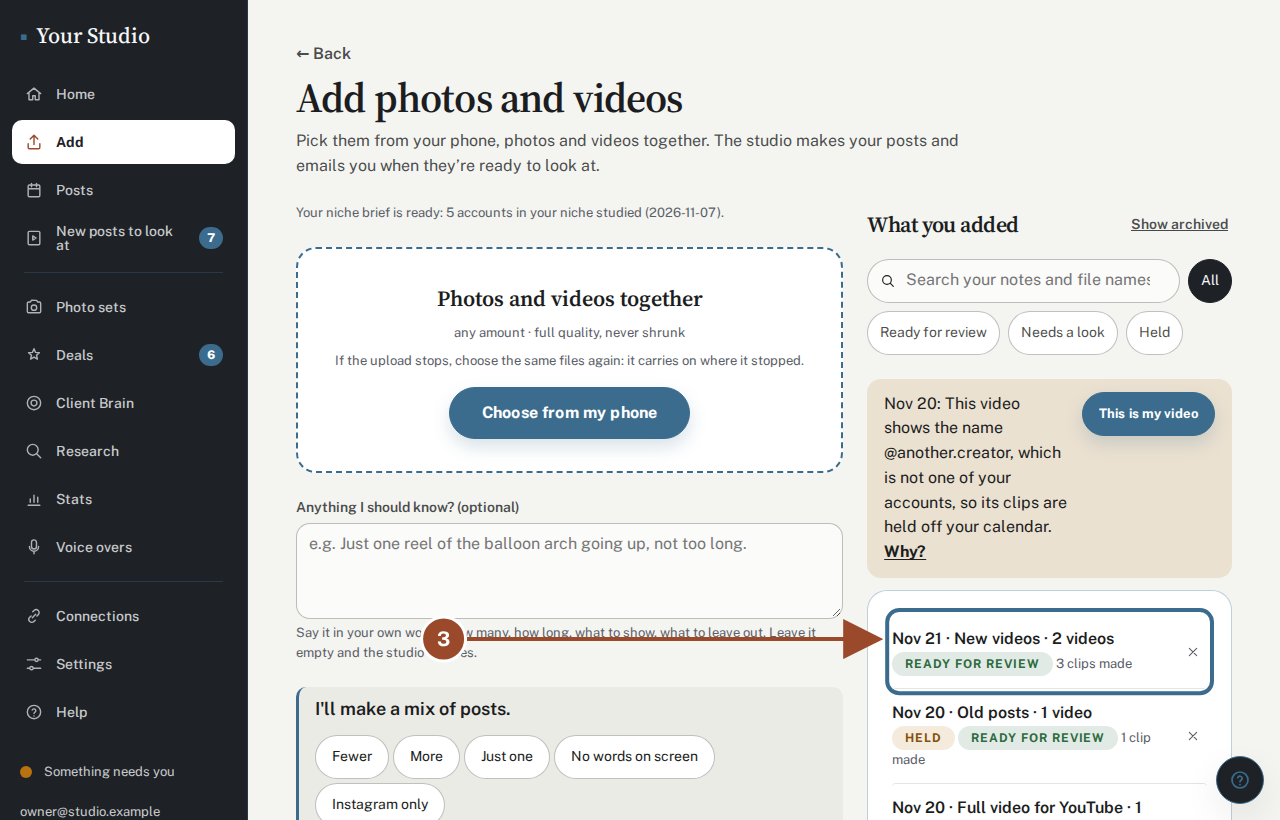 Your Studio
Home
Add
Posts
New posts to look
at
7
Photo sets
Deals
6
Client Brain
Research
Stats
Voice overs
Connections
Settings
Help
Something needs you
owner@studio.example
← Back
Add photos and videos
Pick them from your phone, photos and videos together. The studio makes your posts and
emails you when they’re ready to look at.
Your niche brief is ready: 5 accounts in your niche studied (2026-11-07).
Photos and videos together
any amount · full quality, never shrunk
If the upload stops, choose the same files again: it carries on where it stopped.
Choose from my phone
Anything I should know? (optional)
e.g. Just one reel of the balloon arch going up, not too long.
Say it in your own many, how long, what to show, what to leave out. Leave it
empty and the studio
3
I'll make a mix of posts.
Fewer
More
Just one
No words on screen
Instagram only
What you added
Show archived
Search your notes and file names
All
Ready for review
Needs a look
Held
Nov 20: This video
shows the name
@another.creator, which
is not one of your
accounts, so its clips are
held off your calendar.
Why?
This is my video
Nov 21 · New videos · 2 videos
READY FOR REVIEW 3 clips made
Nov 20 · Old posts · 1 video
HELD READY FOR REVIEW 1 clip
made
Nov 20 · Full video for YouTube · 1